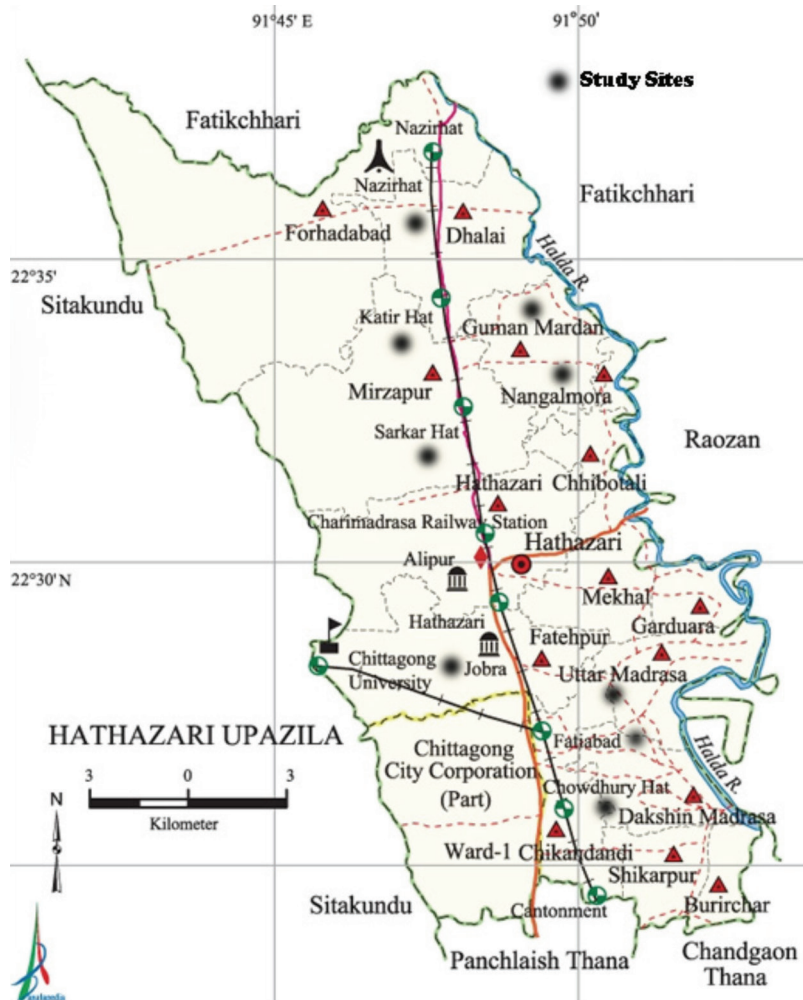 91°45' E
91°50'
Study Sites
Fatikchhari
Nazirhat
Nazirhat
Fatikchhari
Forhadabad
Dhalai
Halda R.
22°35'
Sitakundu
Katir Hat
Guman Mardan
Mirzapur
Nangalmora
Sarkar Hat
Raozan
Hathazari
Chhibotali
Charimadrasa Railway Station
Hathazari
Alipur
22°30' N
Mekhal
Hathazari
Garduara
Fatehpur
Chittagong
University
Jobra
Uttar Madrasa
HATHAZARI UPAZILA
Fatiabad
Chittagong
City Corporation
(Part)
Halda R.
3 0 3
Kilometer
N
Chowdhury Hat
Dakshin Madrasa
Ward-1
Chikandandi
Shikarpur
Sitakundu
Cantonment
Burirchar
Panchlaish Thana
Chandgaon
Thana